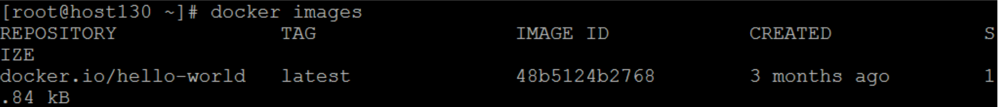 [root@host130 ~]# docker images
REPOSITORY TAG IMAGE ID CREATED S
IZE
docker.io/hello-world latest 48b5124b2768 3 months ago 1
.84 kB